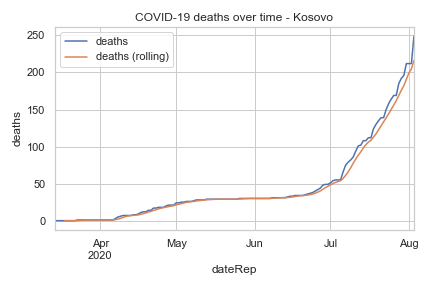 COVID-19 deaths over time - Kosovo
deaths
deaths (rolling)
250
200
150
100
50
0
deaths
Apr
2020
May
Jun
Jul
Aug
dateRep